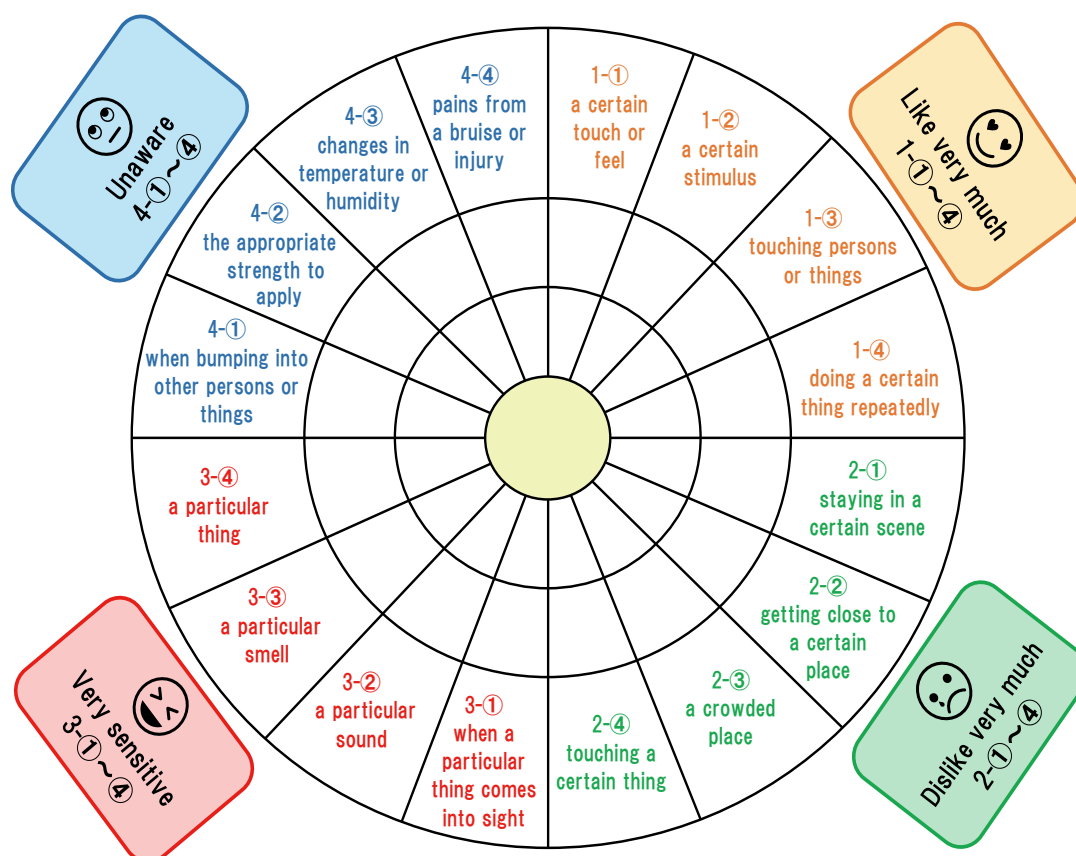 Unaware
4-①~④
Like very much
1-①~④
1-①
a certain
touch or
feel
1-②
a certain
stimulus
1-③
touching persons
or things
1-④
doing a certain
thing repeatedly
2-①
staying in a
certain scene
2-②
getting close to
a certain
place
2-③
a crowded
place
2-④
touching a
certain thing
3-①
when a
particular
thing comes
into sight
3-②
a particular
sound
3-③
a particular
smell
3-④
a particular
thing
4-①
when bumping into
other persons or
things
4-②
the appropriate
strength to
apply
4-③
changes in
temperature or
humidity
4-④
pains from
a bruise or
injury
Very sensitive
3-①~④
Dislike very much
2-①~④